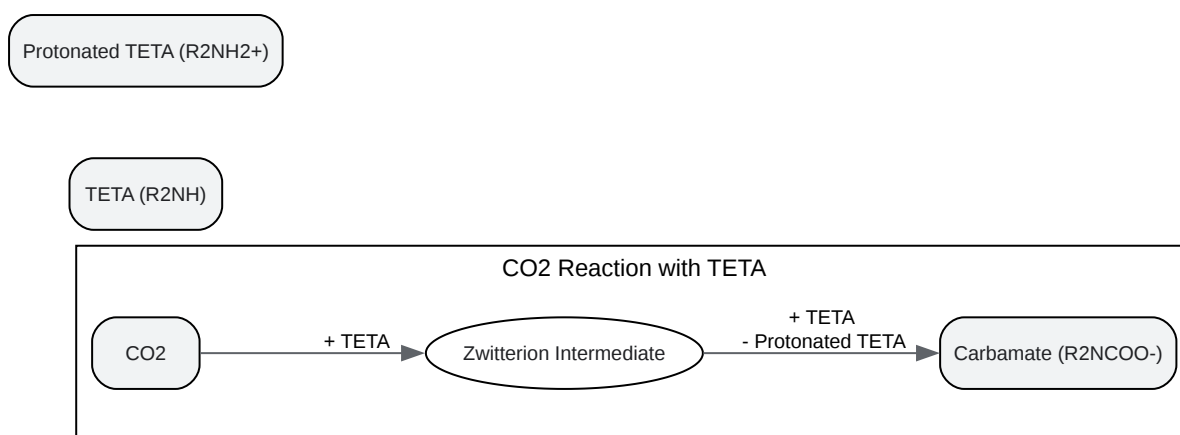 Protonated TETA (R2NH2+)
TETA (R2NH)
CO2 Reaction with TETA
CO2
+ TETA
Zwitterion Intermediate
+ TETA
- Protonated TETA
Carbamate (R2NCOO-)